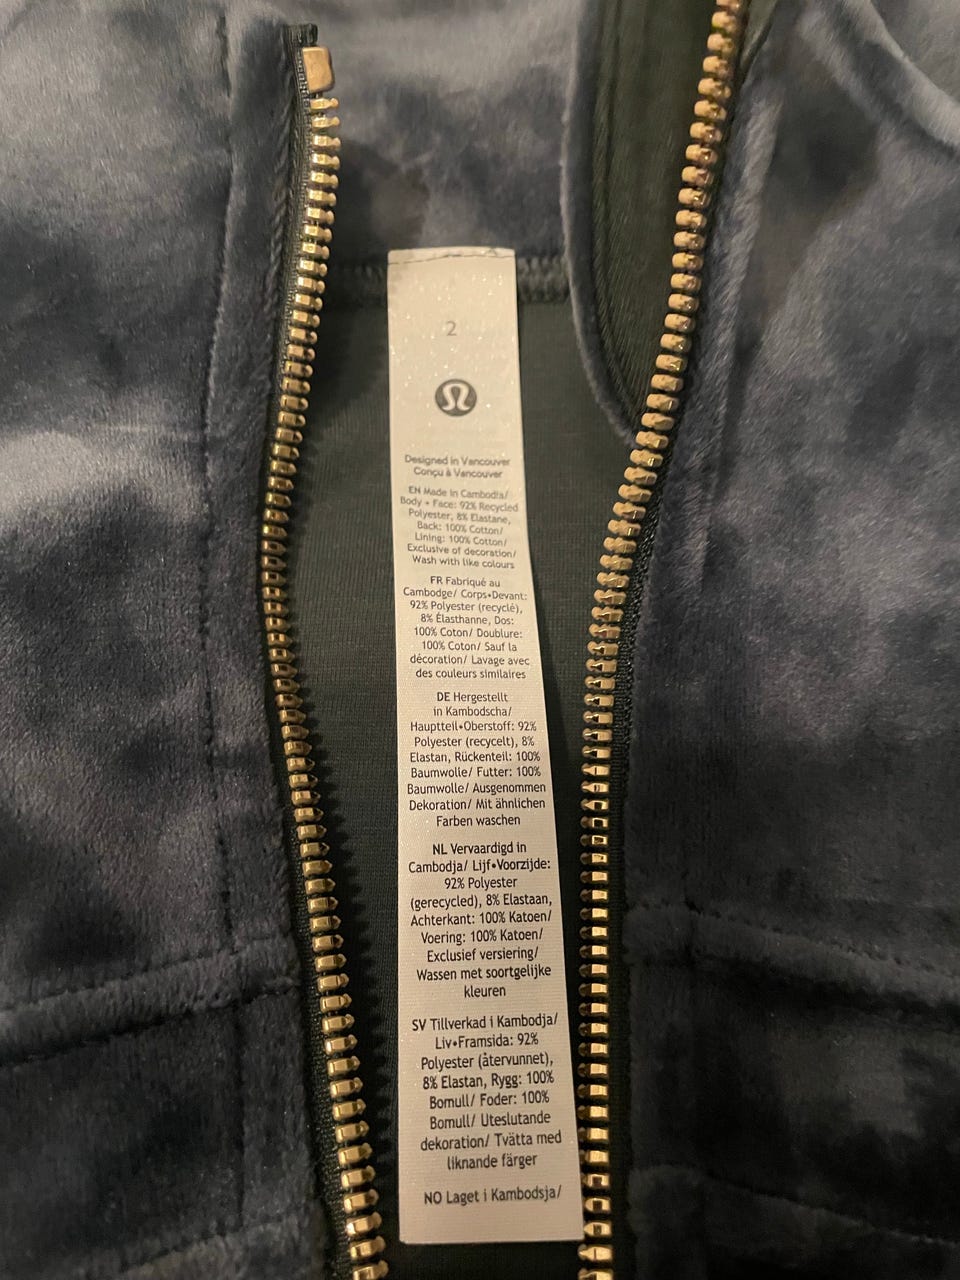 2
Designed in Vancouver
Conçu à Vancouver
EN Made in Cambodia/
Body • Face: 92% Recycled
Polyester, 8% Elastane,
Back: 100% Cotton/
Lining: 100% Cotton/
Exclusive of decoration/
Wash with like colours
FR Fabriqué au
Cambodge/ Corps•Devant:
92% Polyester (recyclé),
8% Élasthanne, Dos:
100% Coton/ Doublure:
100% Coton/ Sauf la
décoration/ Lavage avec
des couleurs similaires
DE Hergestellt
in Kambodscha/
Hauptteil•Oberstoff: 92%
Polyester (recycelt), 8%
Elastan, Rückenteil: 100%
Baumwolle/ Futter: 100%
Baumwolle/ Ausgenommen
Dekoration/ Mit ähnlichen
Farben waschen
NL Vervaardigd in
Cambodja/ Lijf•Voorzijde:
92% Polyester
(gerecycled), 8% Elastaan,
Achterkant: 100% Katoen/
Voering: 100% Katoen/
Exclusief versiering/
Wassen met soortgelijke
kleuren
SV Tillverkad i Kambodja/
Liv•Framsida: 92%
Polyester (återvunnet),
8% Elastan, Rygg: 100%
Bomull/ Foder: 100%
Bomull/ Uteslutande
dekoration/ Tvätta med
liknande färger
NO Laget i Kambodsja/